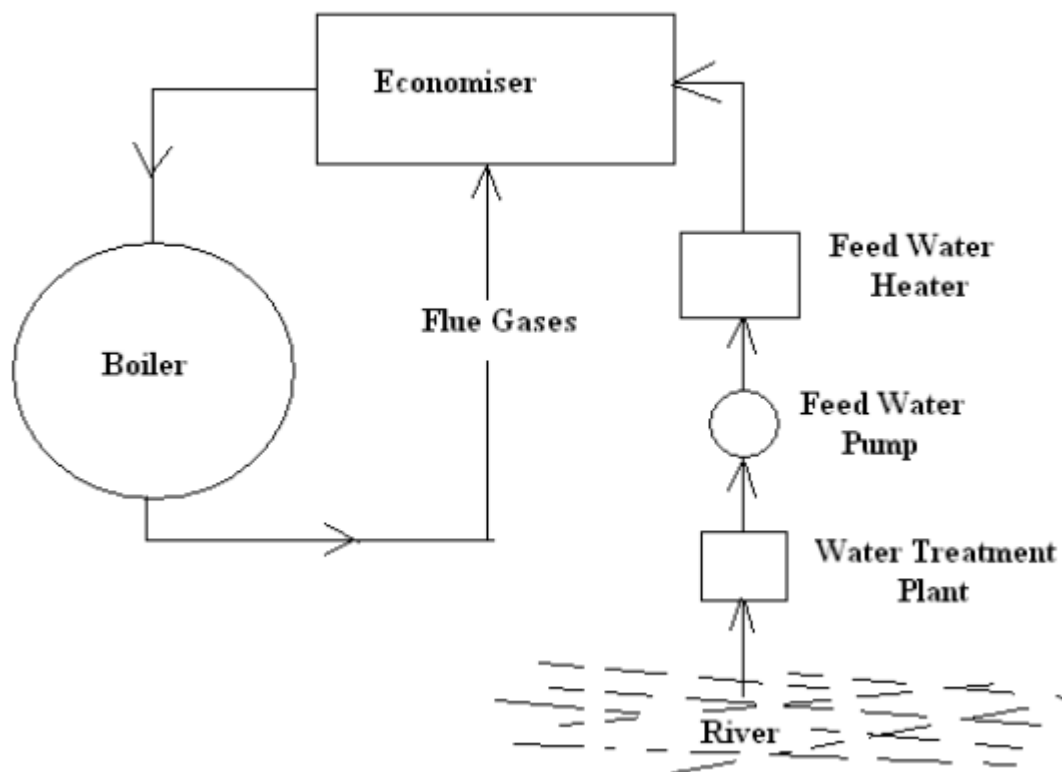 Economiser
Feed Water
Heater
Flue Gases
Boiler
Feed Water
Pump
Water Treatment
Plant
River